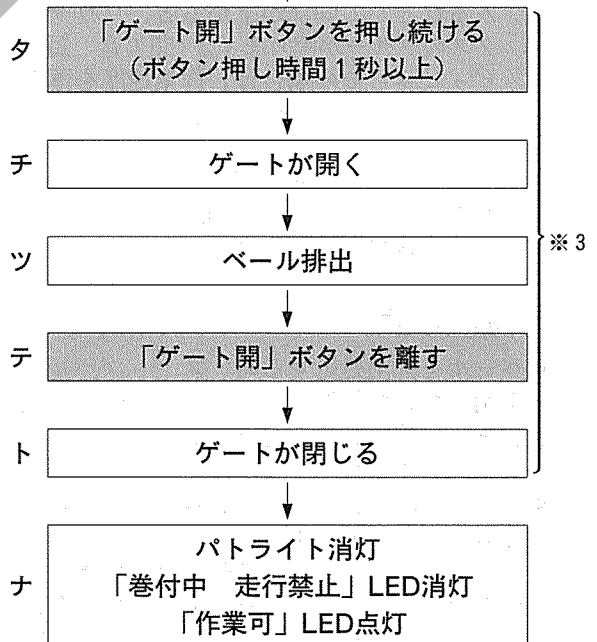 タ
「ゲート開」ボタンを押し続ける
(ボタン押し時間1秒以上)
チ
ゲートが開く
ツ
ベール排出
※3
テ
「ゲート開」ボタンを離す
ト
ゲートが閉じる
ナ
パトライト消灯
「巻付中 走行禁止」LED消灯
「作業可」LED点灯